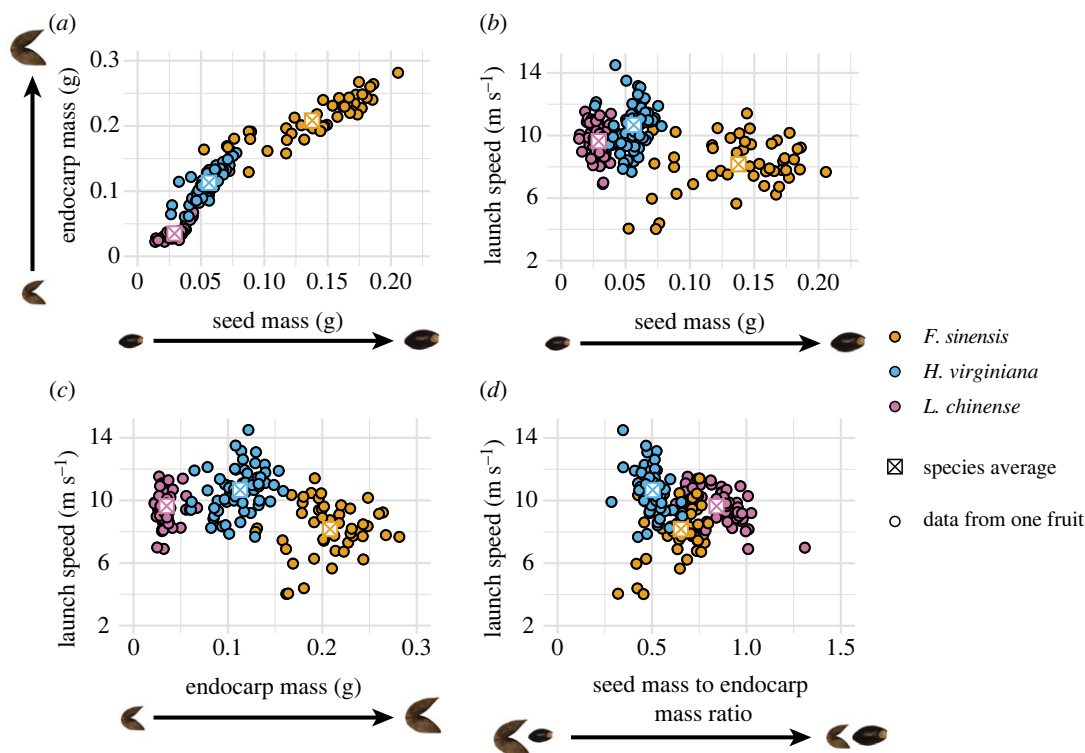 (a)
endocarp mass (g)
0.3
0.2
0.1
0
0 0.05 0.10 0.15 0.20
seed mass (g)
(b)
launch speed (m s⁻¹)
14
10
6
2
0 0.05 0.10 0.15 0.20
seed mass (g)
F. sinensis
H. virginiana
L. chinense
species average
data from one fruit
(c)
launch speed (m s⁻¹)
14
10
6
2
0 0.1 0.2 0.3
endocarp mass (g)
(d)
launch speed (m s⁻¹)
14
10
6
2
0 0.5 1.0 1.5
seed mass to endocarp
mass ratio